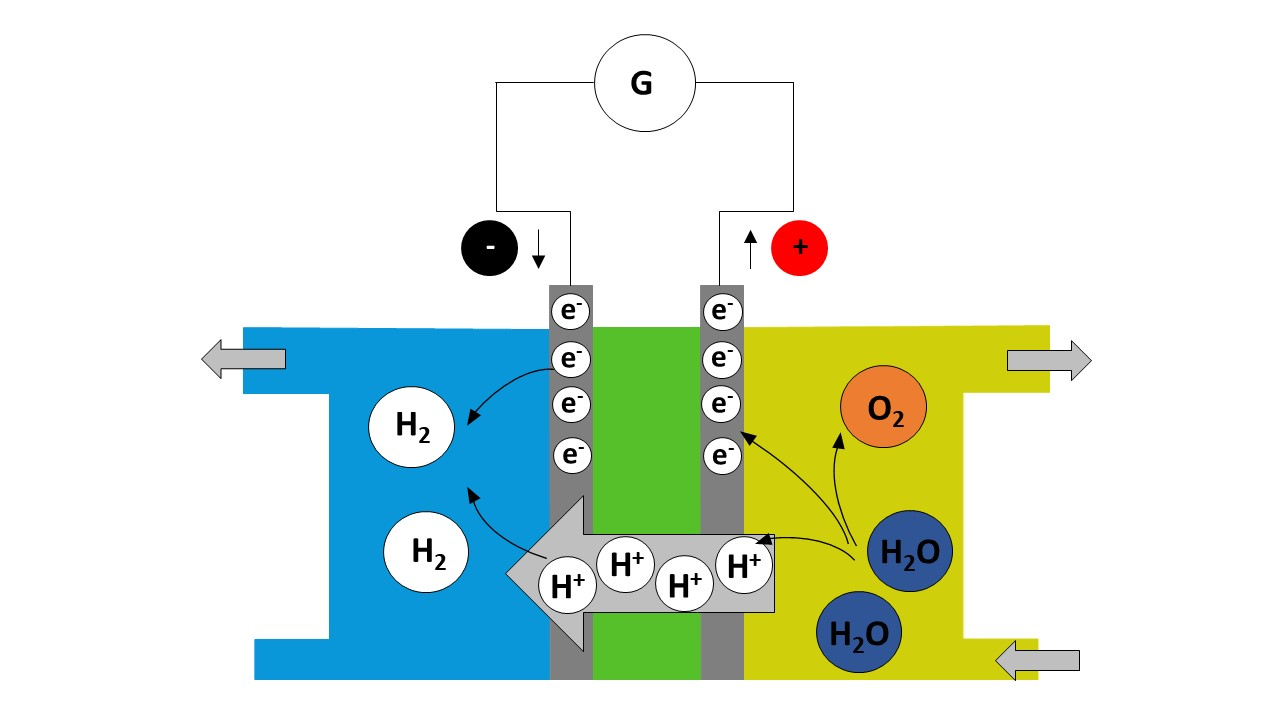 G
-
+
e⁻
e⁻
e⁻
e⁻
e⁻
e⁻
e⁻
e⁻
H₂
O₂
H₂
H⁺
H⁺
H⁺
H⁺
H₂O
H₂O